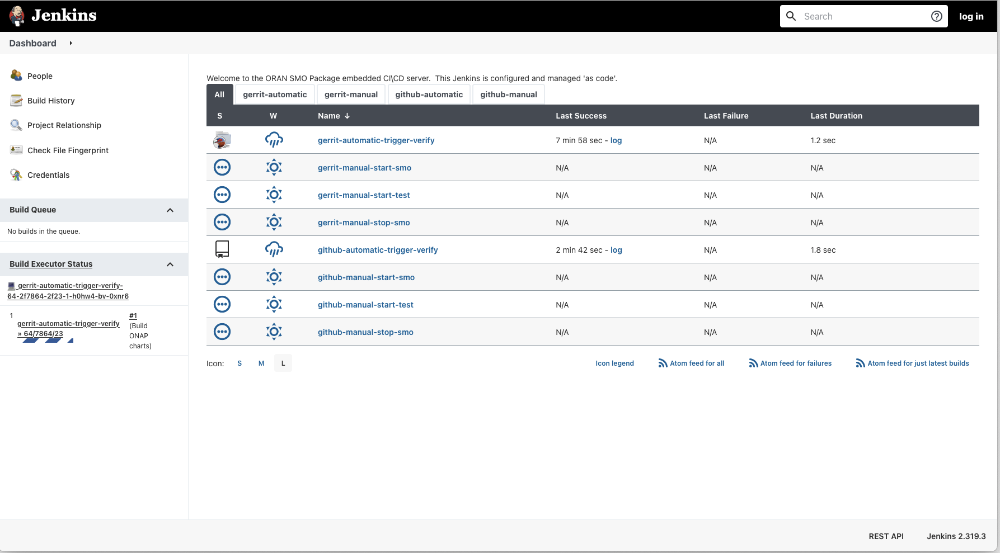 Jenkins
Search
log in
Dashboard
People
Build History
Project Relationship
Check File Fingerprint
Credentials
Build Queue
No builds in the queue.
Build Executor Status
gerrit-automatic-trigger-verify-
64-2f7864-2f23-1-h0hw4-bv-0xnr6
1
gerrit-automatic-trigger-verify
» 64/7864/23
#1
(Build
ONAP
charts)
Welcome to the ORAN SMO Package embedded CI\CD server.  This Jenkins is configured and managed 'as code'.
All gerrit-automatic gerrit-manual github-automatic github-manual
S W Name ↓ Last Success Last Failure Last Duration
gerrit-automatic-trigger-verify 7 min 58 sec - log N/A 1.2 sec
gerrit-manual-start-smo N/A N/A N/A
gerrit-manual-start-test N/A N/A N/A
gerrit-manual-stop-smo N/A N/A N/A
github-automatic-trigger-verify 2 min 42 sec - log N/A 1.8 sec
github-manual-start-smo N/A N/A N/A
github-manual-start-test N/A N/A N/A
github-manual-stop-smo N/A N/A N/A
Icon: S M L Icon legend Atom feed for all Atom feed for failures Atom feed for just latest builds
REST API Jenkins 2.319.3